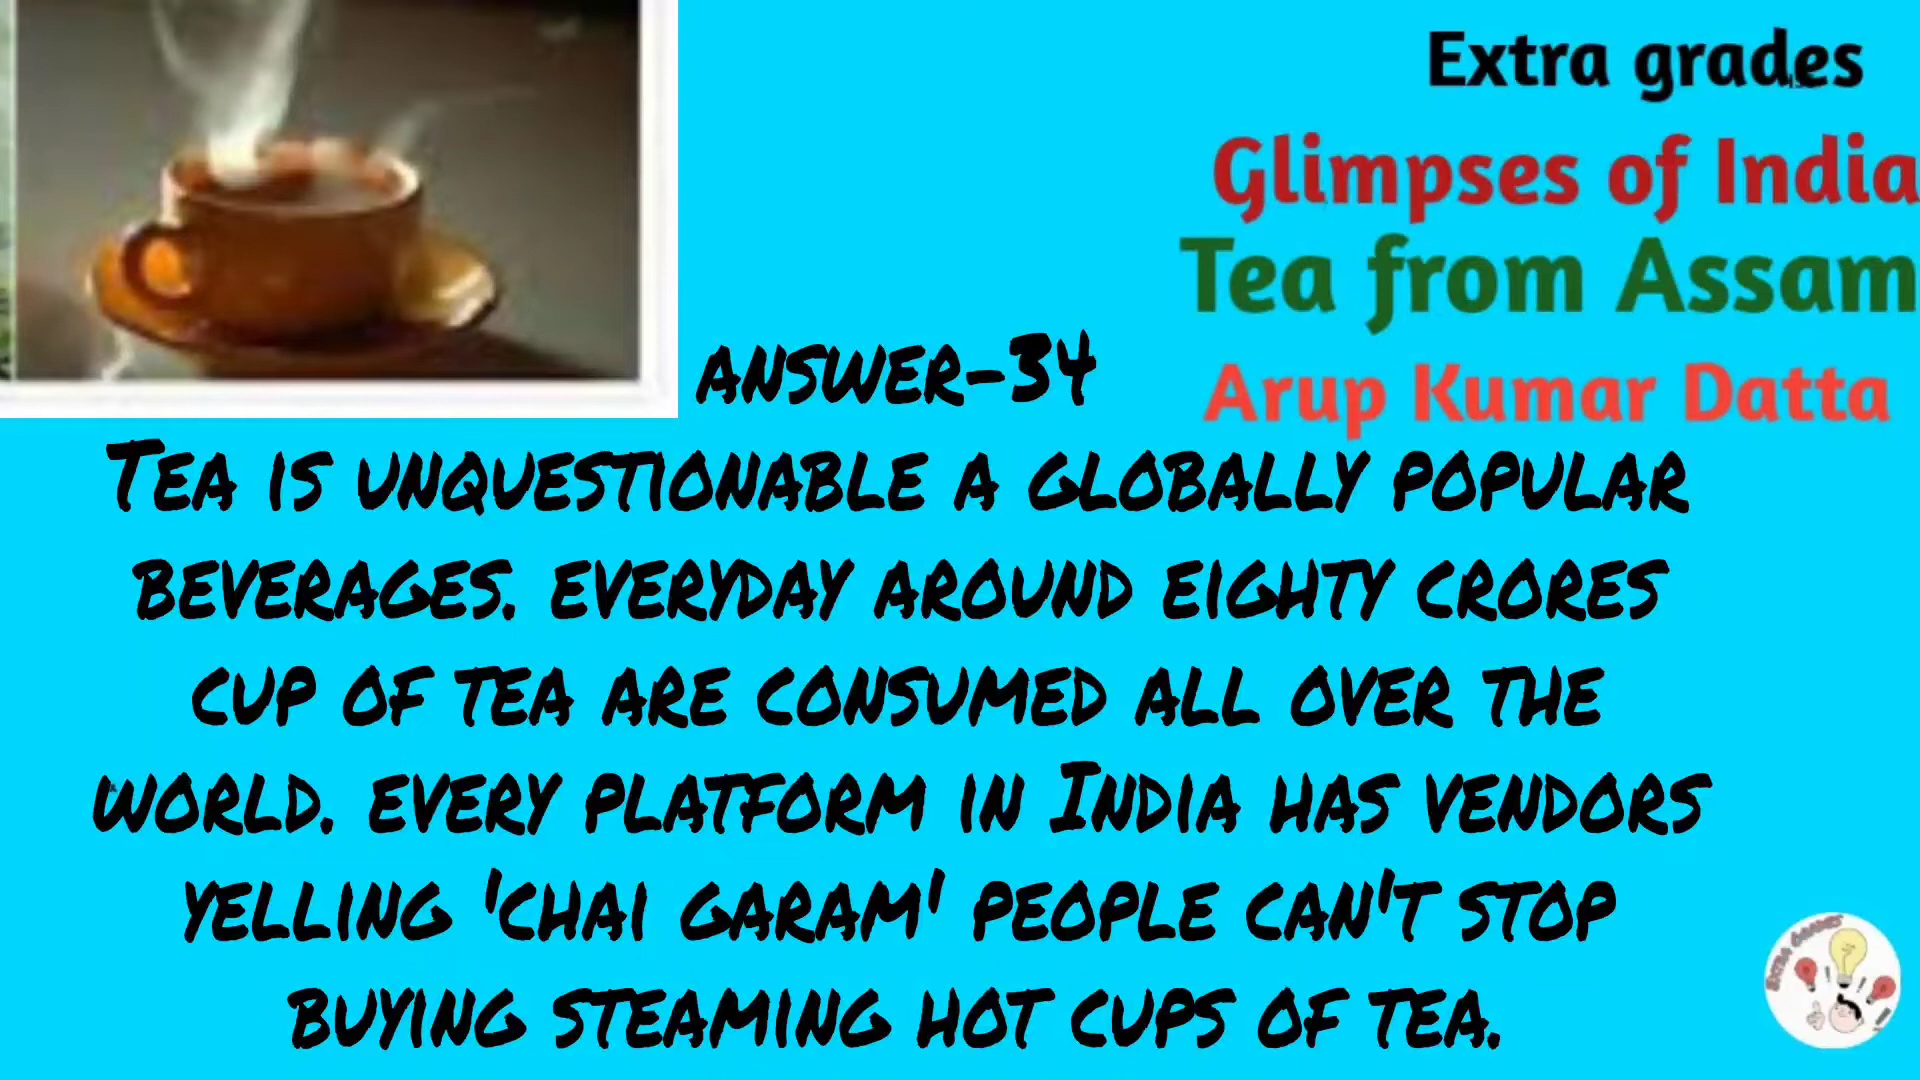 Extra grades
Glimpses of India
Tea from Assam
Arup Kumar Datta
ANSWER-34
TEA IS UNQUESTIONABLE A GLOBALLY POPULAR
BEVERAGES. EVERYDAY AROUND EIGHTY CRORES
CUP OF TEA ARE CONSUMED ALL OVER THE
WORLD. EVERY PLATFORM IN INDIA HAS VENDORS
YELLING 'CHAI GARAM' PEOPLE CAN'T STOP
BUYING STEAMING HOT CUPS OF TEA.
EXTRA GRADES